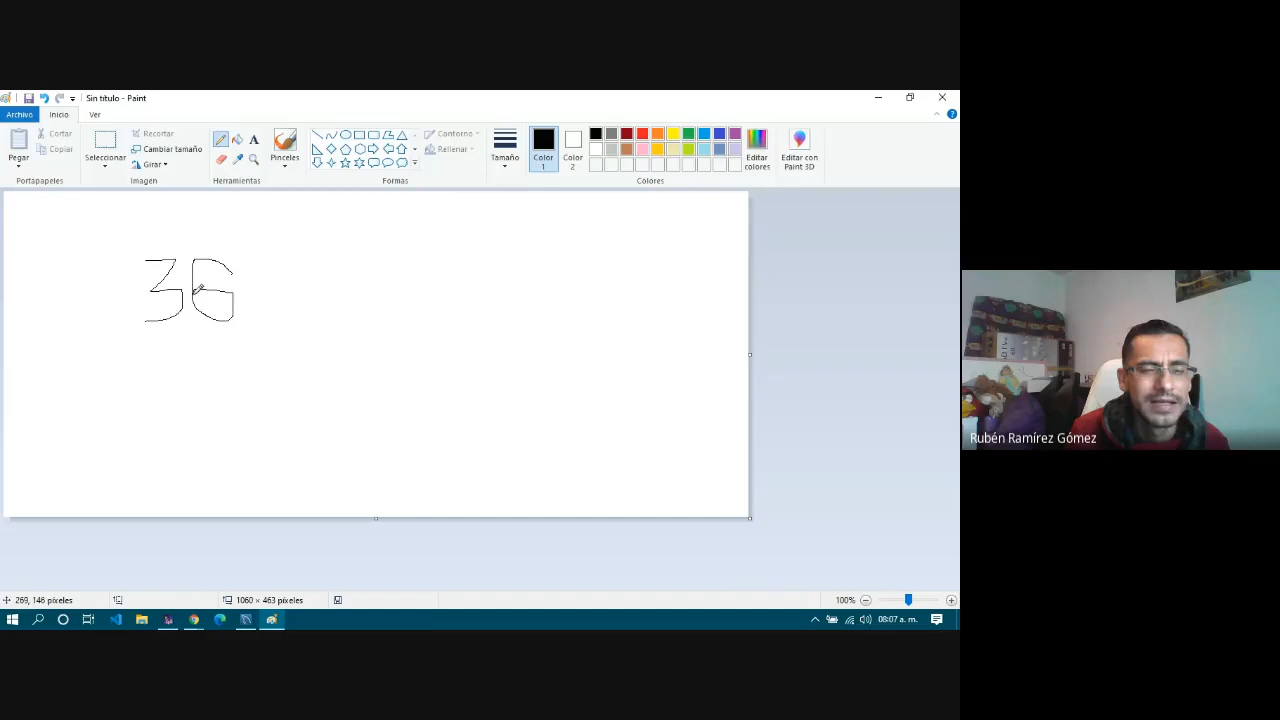 Sin título - Paint
Archivo Inicio Ver
Pegar Cortar Copiar Portapapeles
Seleccionar Recortar Cambiar tamaño Girar Imagen
A Herramientas
Pinceles
Contorno Rellenar Formas
Tamaño
Color 1 Color 2 Editar colores Colores
Editar con Paint 3D
36
Rubén Ramírez Gómez
269, 146 píxeles 1060 × 463 píxeles 100%
08:07 a. m.